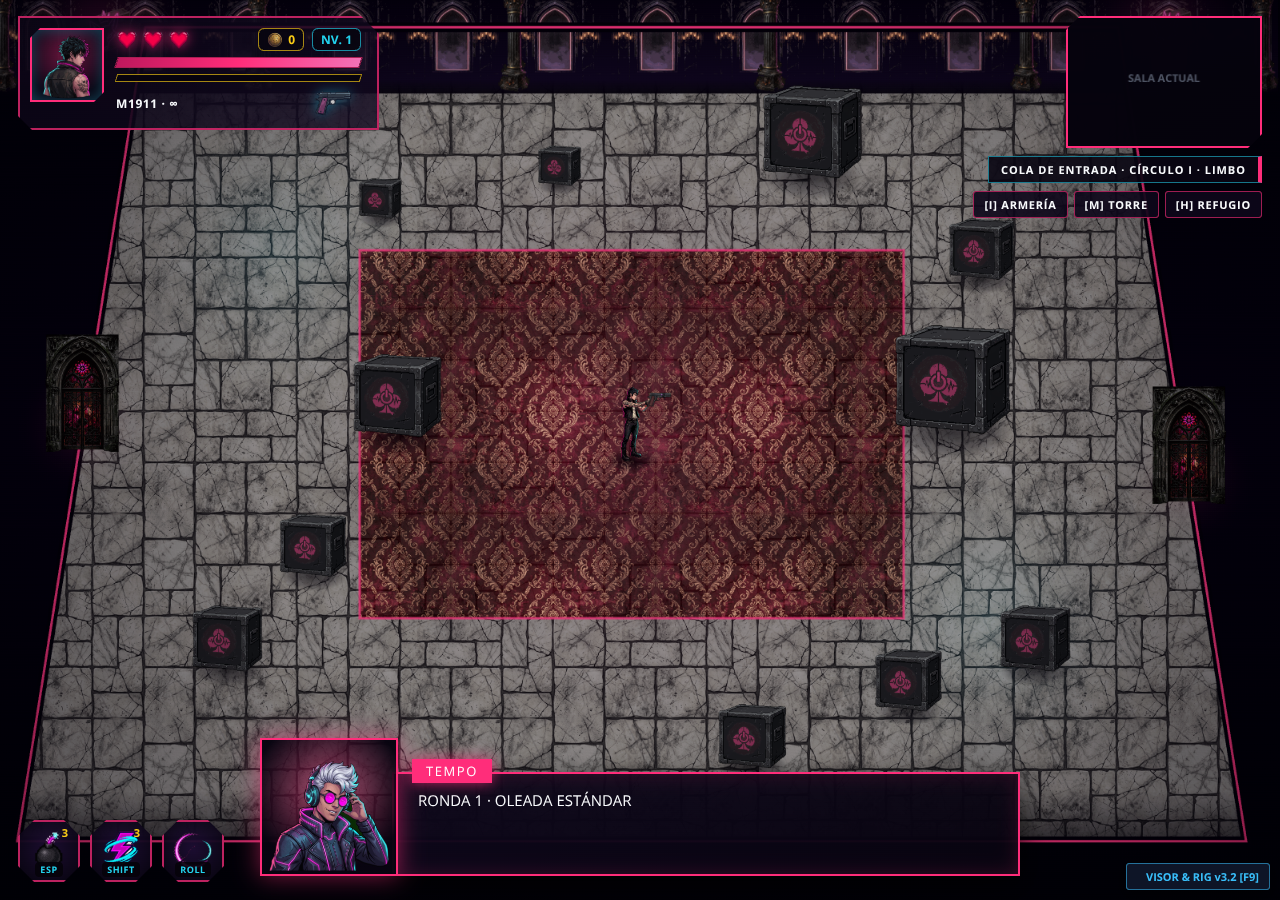 0
NV. 1
M1911 · ∞
SALA ACTUAL
COLA DE ENTRADA · CÍRCULO I · LIMBO
[I] ARMERÍA
[M] TORRE
[H] REFUGIO
TEMPO
RONDA 1 · OLEADA ESTÁNDAR
3
ESP
3
SHIFT
ROLL
VISOR & RIG v3.2 [F9]